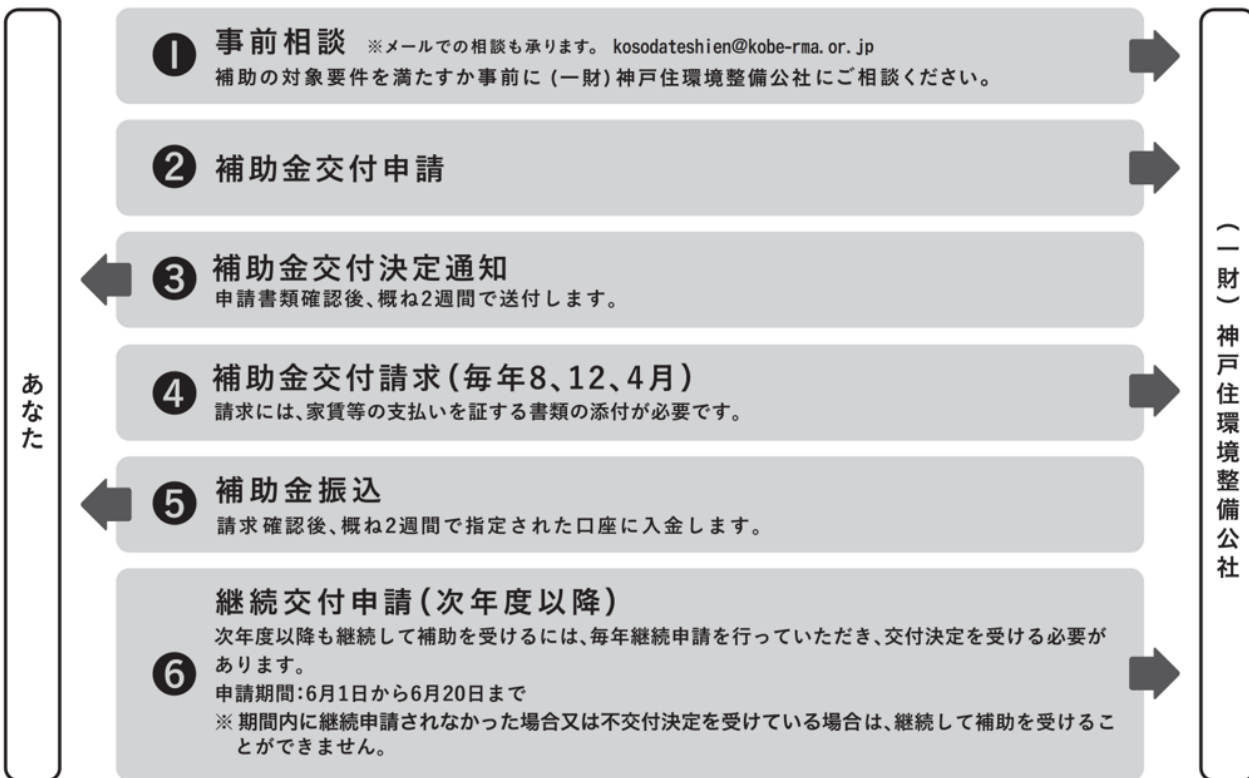 あなた
❶ 事前相談 ※メールでの相談も承ります。 kosodateshien@kobe-rma.or.jp
補助の対象要件を満たすか事前に(一財)神戸住環境整備公社にご相談ください。
❷ 補助金交付申請
❸ 補助金交付決定通知
申請書類確認後、概ね2週間で送付します。
❹ 補助金交付請求(毎年8、12、4月)
請求には、家賃等の支払いを証する書類の添付が必要です。
❺ 補助金振込
請求確認後、概ね2週間で指定された口座に入金します。
❻ 継続交付申請(次年度以降)
次年度以降も継続して補助を受けるには、毎年継続申請を行っていただき、交付決定を受ける必要が
あります。
申請期間:6月1日から6月20日まで
※期間内に継続申請されなかった場合又は不交付決定を受けている場合は、継続して補助を受けるこ
とができません。
(一財)神戸住環境整備公社